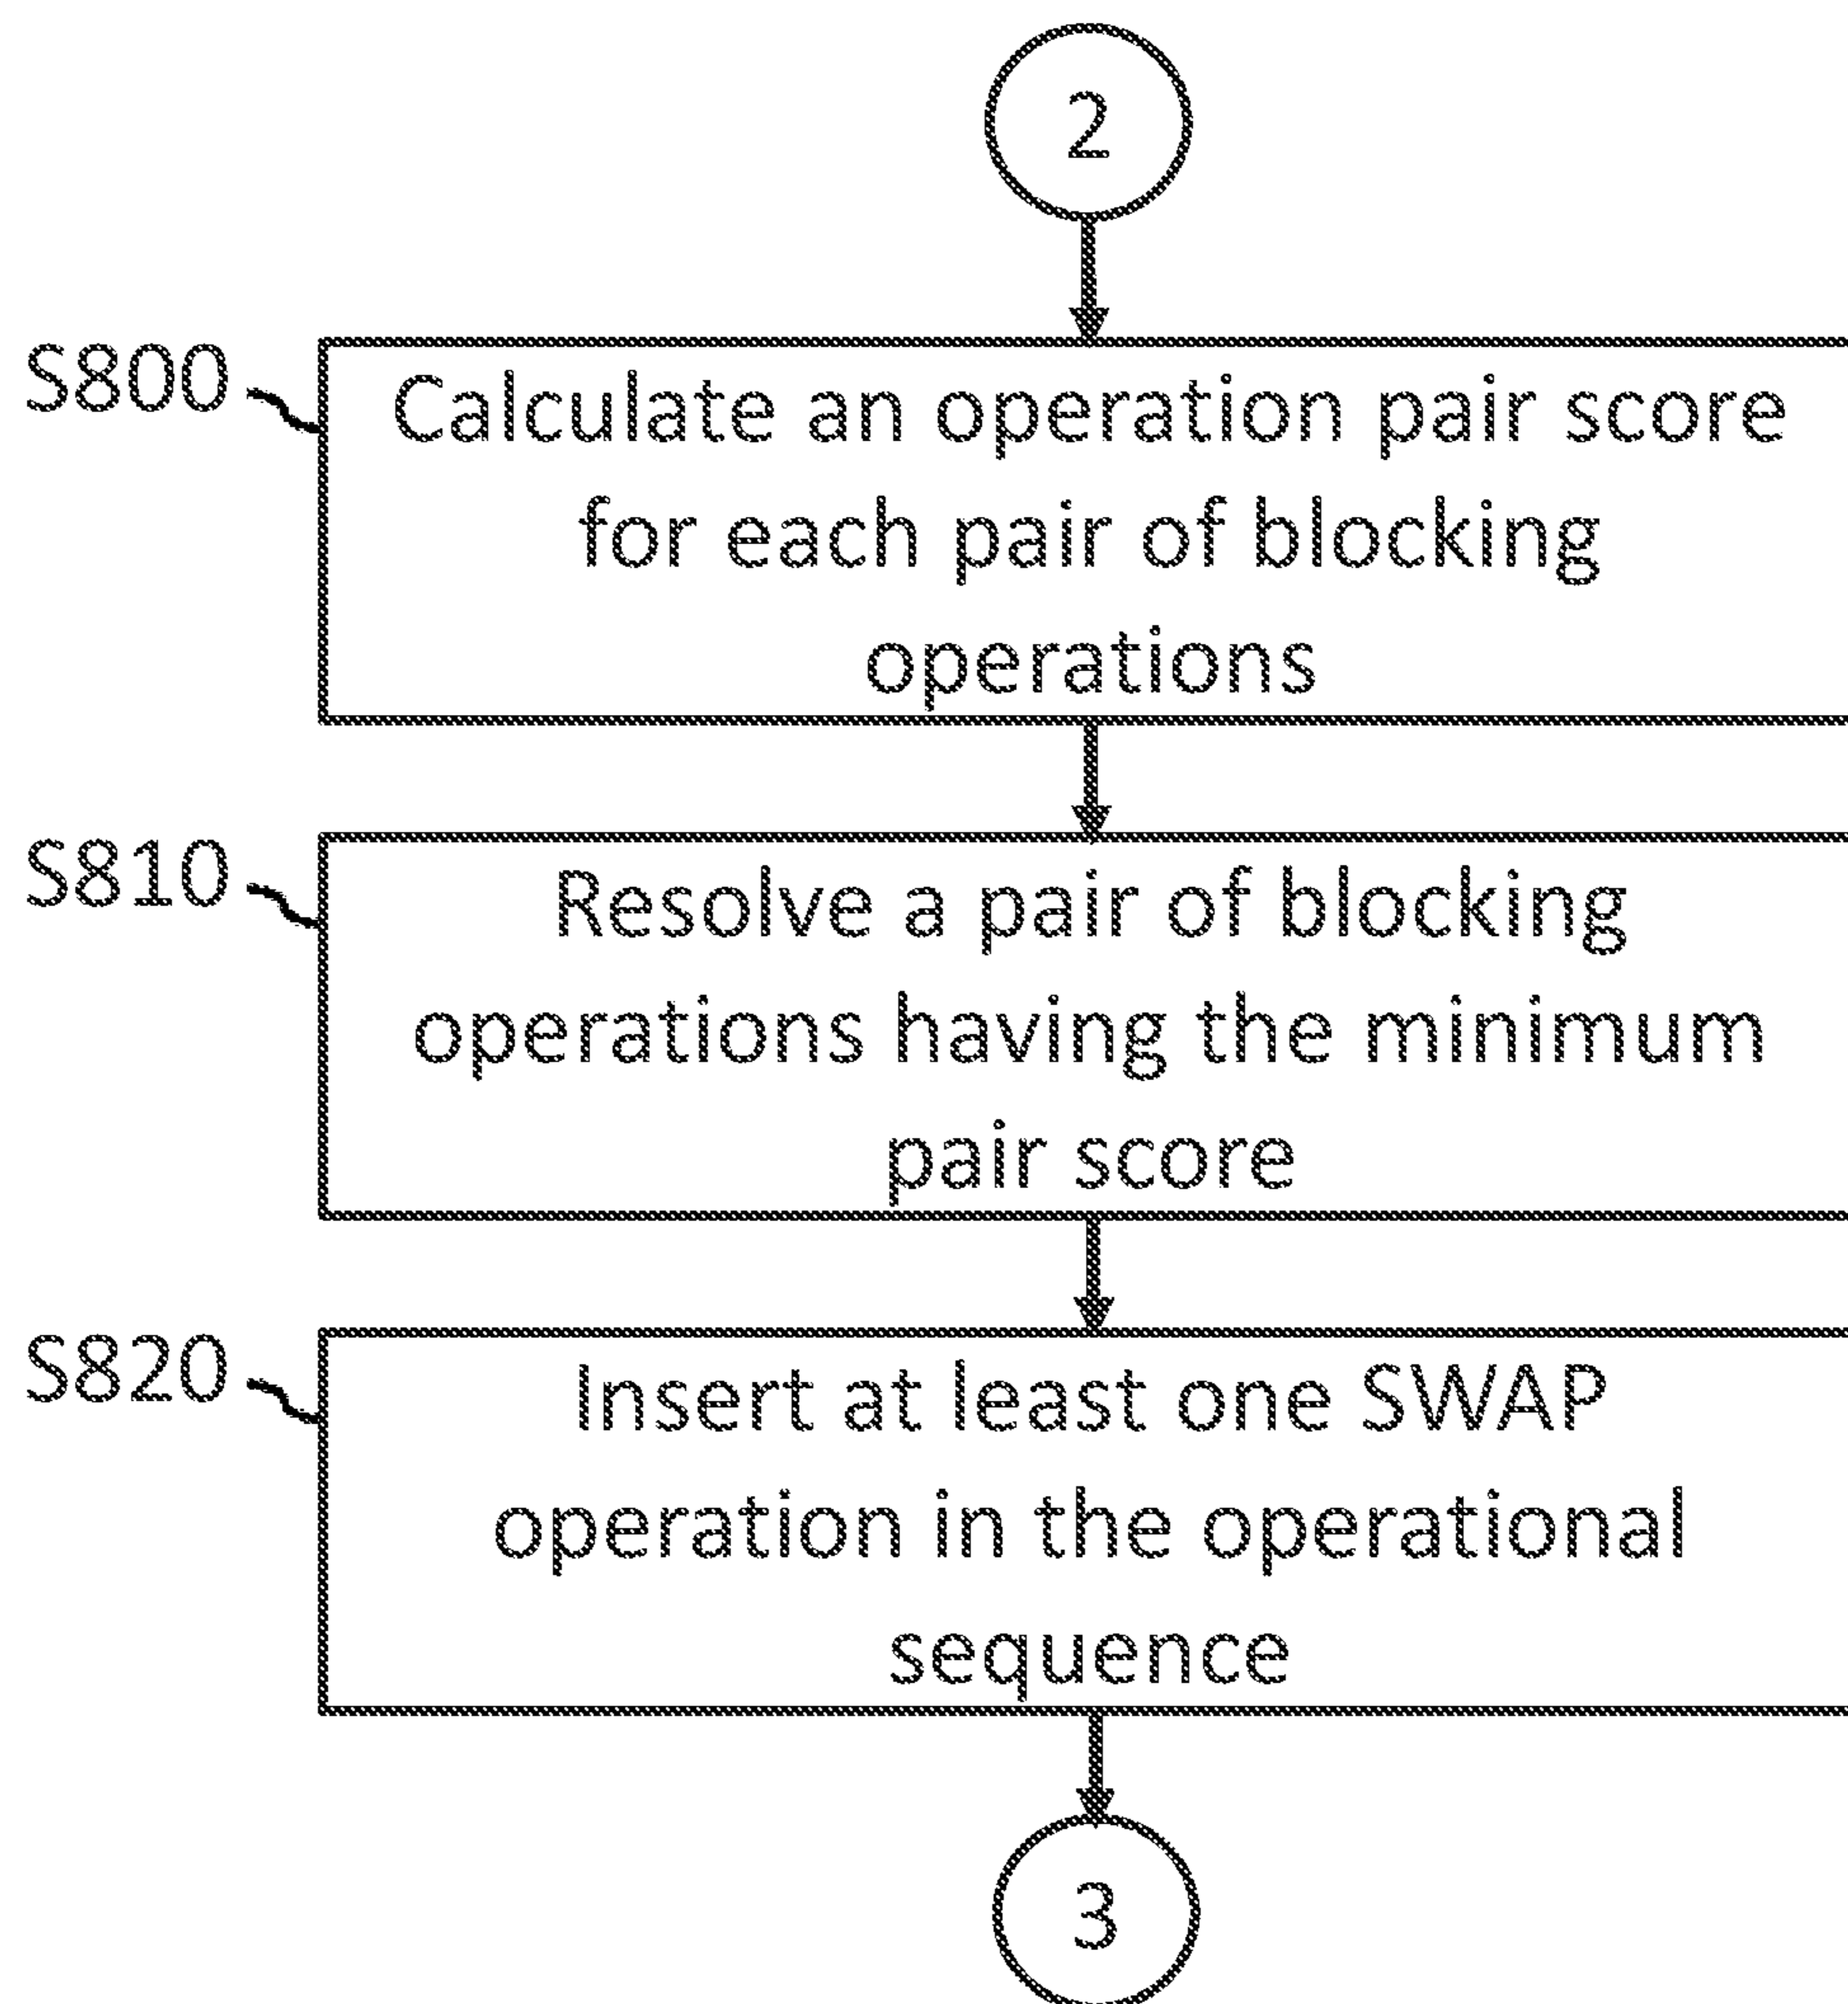 2
S800
Calculate an operation pair score
for each pair of blocking
operations
S810
Resolve a pair of blocking
operations having the minimum
pair score
S820
Insert at least one SWAP
operation in the operational
sequence
3